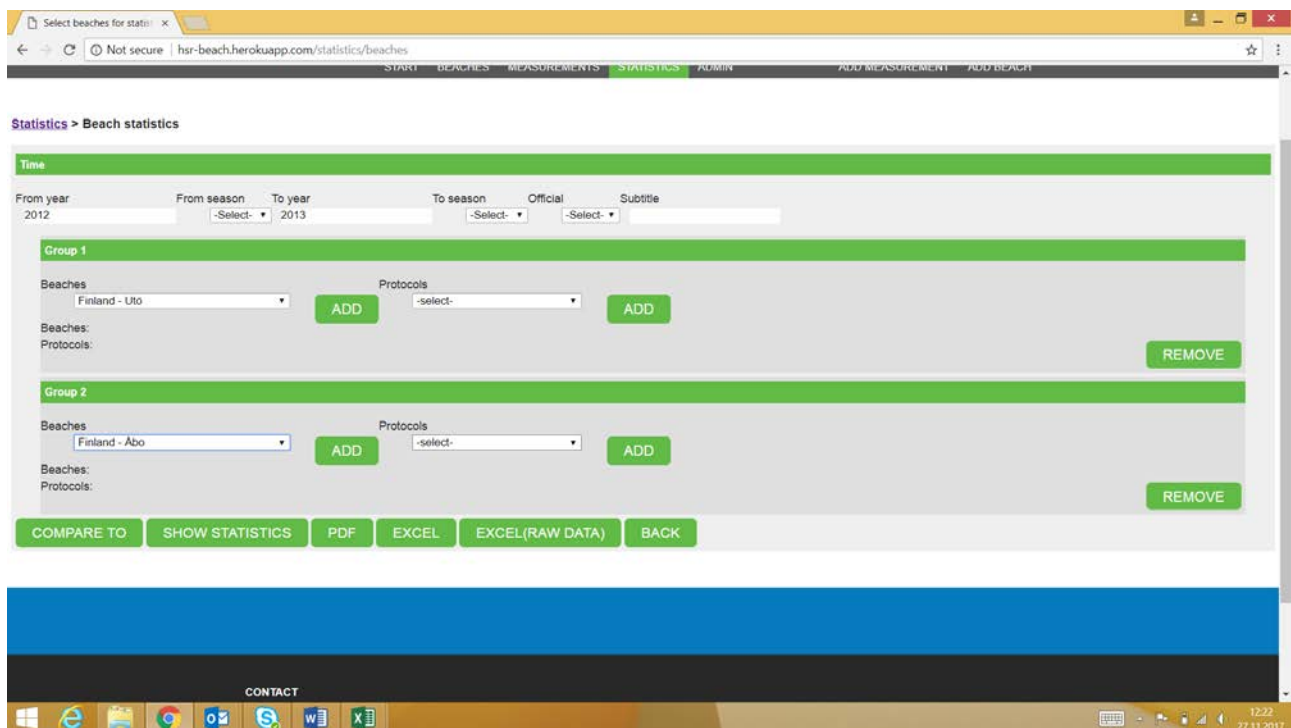 Select beaches for statis
Not secure | hsr-beach.herokuapp.com/statistics/beaches
START BEACHES MEASUREMENTS STATISTICS ADMIN ADD MEASUREMENT ADD BEACH
Statistics > Beach statistics
Time
From year From season To year To season Official Subtitle
2012 -Select- 2013 -Select- -Select-
Group 1
Beaches Protocols
Finland - Utö ADD -select- ADD
Beaches:
Protocols:
REMOVE
Group 2
Beaches Protocols
Finland - Åbo ADD -select- ADD
Beaches:
Protocols:
REMOVE
COMPARE TO SHOW STATISTICS PDF EXCEL EXCEL(RAW DATA) BACK
CONTACT
12:22
27.11.2017